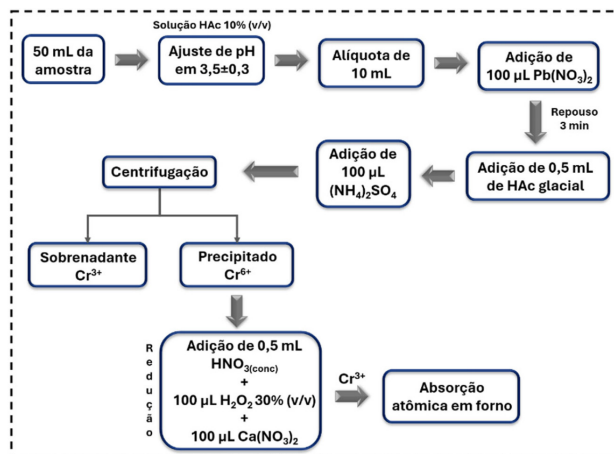 Solução HAc 10% (v/v)
50 mL da
amostra
Ajuste de pH
em 3,5±0,3
Alíquota de
10 mL
Adição de
100 µL Pb(NO₃)₂
Repouso
3 min
Adição de 0,5 mL
de HAc glacial
Adição de
100 µL
(NH₄)₂SO₄
Centrifugação
Sobrenadante
Cr³⁺
Precipitado
Cr⁶⁺
Redução
Adição de 0,5 mL
HNO₃(conc)
+
100 µL H₂O₂ 30% (v/v)
+
100 µL Ca(NO₃)₂
Cr³⁺
Absorção
atômica em forno